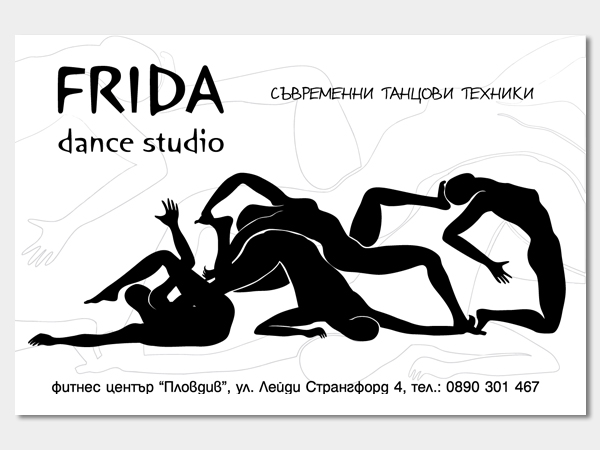 FRIDA
dance studio
СЪВРЕМЕННИ ТАНЦОВИ ТЕХНИКИ
фитнес център “Пловдив”, ул. Лейди Странгфорд 4, тел.: 0890 301 467